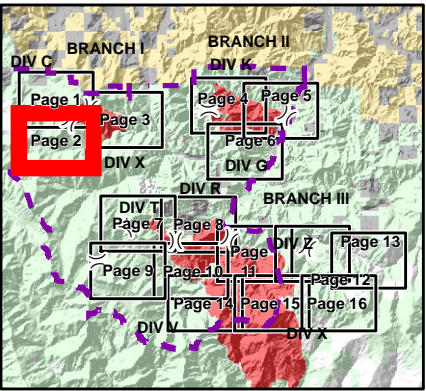 BRANCH I
BRANCH II
DIV C
DIV K
Page 1
Page 4
Page 5
Page 3
Page 2
Page 6
DIV X
DIV G
DIV R
BRANCH III
DIV T
Page 7
Page 8
DIV Z
Page 13
Page
Page 9
Page 10
11
Page 12
Page 14
Page 15
Page 16
DIV V
DIV X